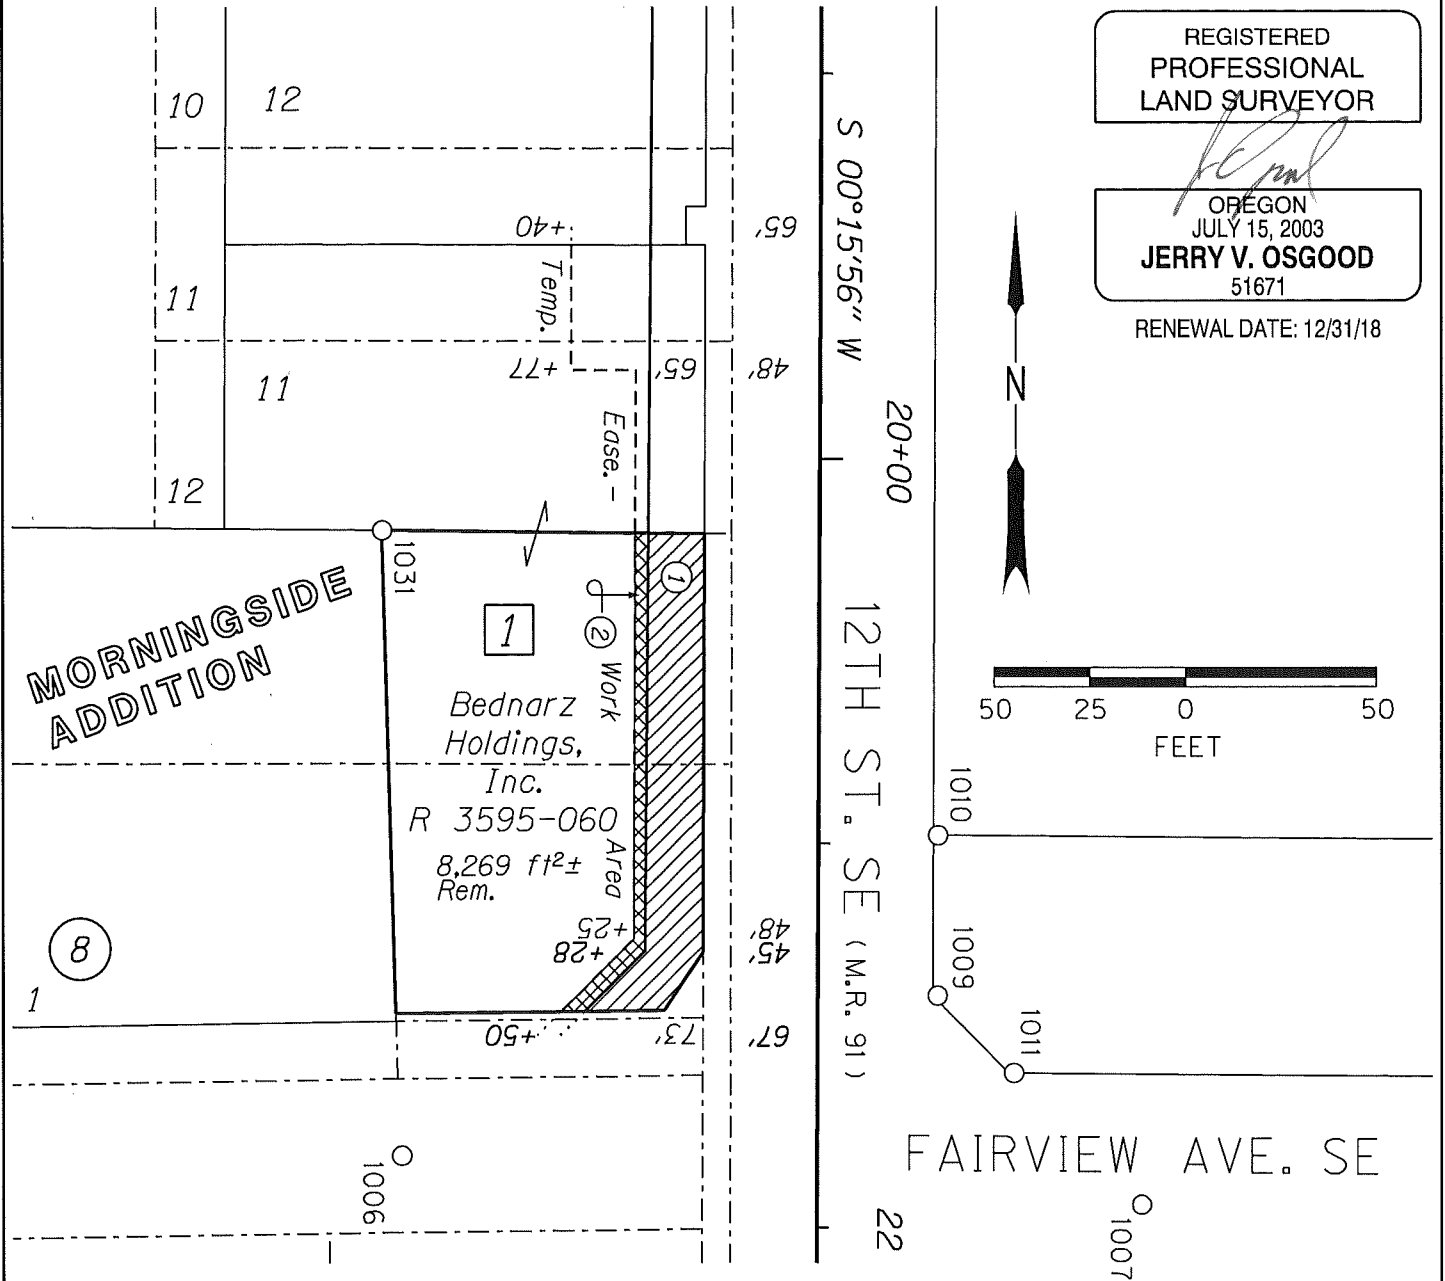 REGISTERED
PROFESSIONAL
LAND SURVEYOR
OREGON
JULY 15, 2003
JERRY V. OSGOOD
51671
RENEWAL DATE: 12/31/18
N
50 25 0 50
FEET
10
12
11
11
12
+40
65'
Temp.
+77
65'
48'
Ease.-
S 00°15'56" W
20+00
12TH ST. SE (M.R. 91)
22
1031
1
1
2
Work
Area
Bednarz
Holdings,
Inc.
R 3595-060
8,269 ft²±
Rem.
MORNINGSIDE
ADDITION
8
1
+25
48'
+28
45'
+50
73'
67'
1010
1009
1011
FAIRVIEW AVE. SE
1006
1007